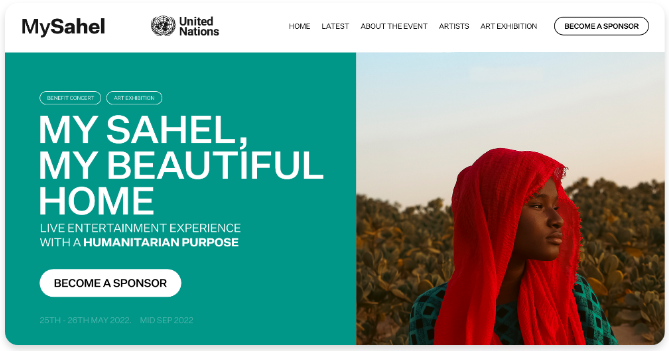 MySahel
United
Nations
HOME LATEST ABOUT THE EVENT ARTISTS ART EXHIBITION BECOME A SPONSOR
BENEFIT CONCERT ART EXHIBITION
MY SAHEL,
MY BEAUTIFUL
HOME
LIVE ENTERTAINMENT EXPERIENCE
WITH A HUMANITARIAN PURPOSE
BECOME A SPONSOR
25TH - 26TH MAY 2022 MID SEP 2022